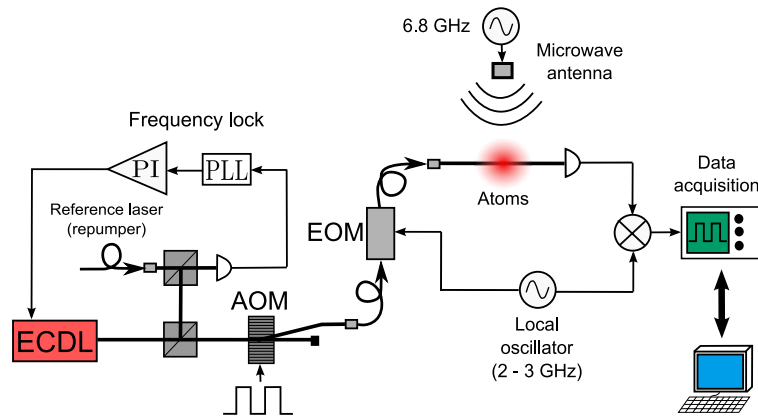 6.8 GHz
Microwave
antenna
Frequency lock
PI
PLL
Reference laser
(repumper)
EOM
Atoms
Data
acquisition
AOM
ECDL
Local
oscillator
(2 - 3 GHz)